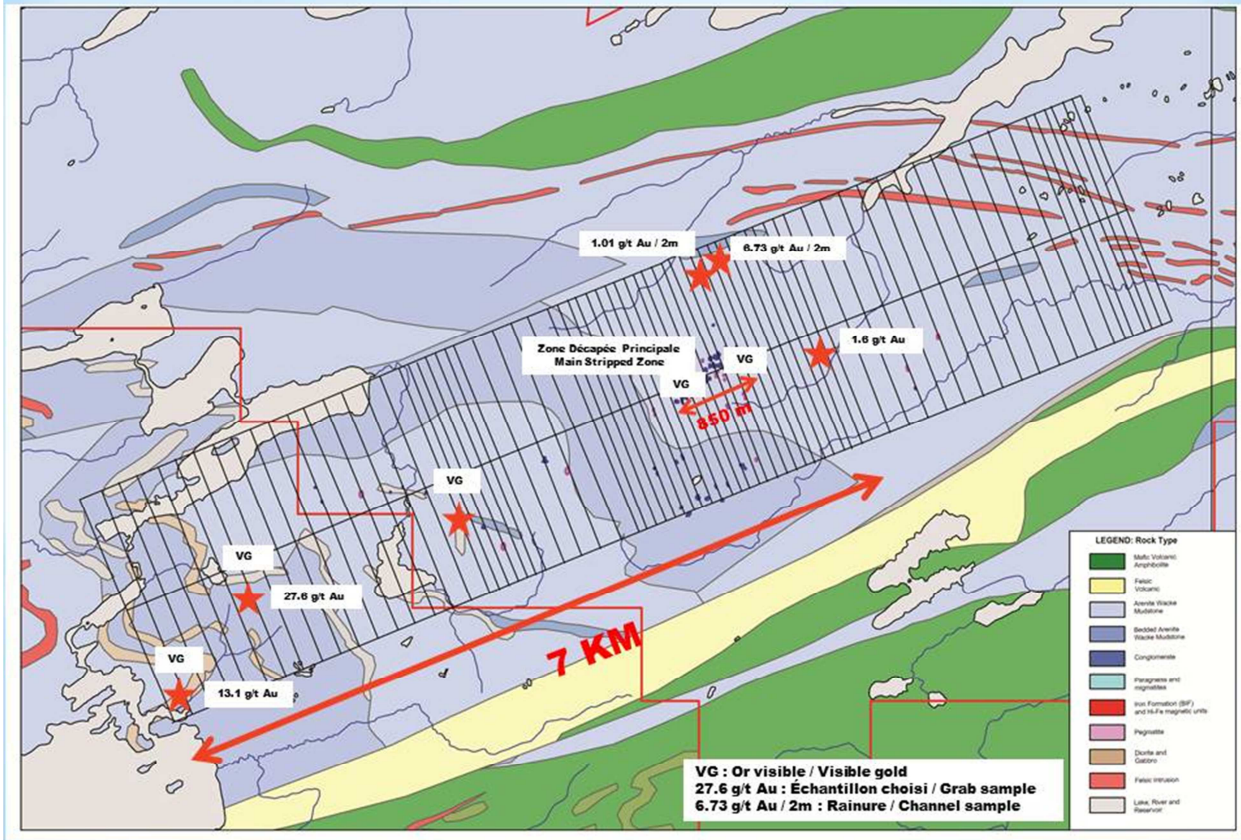 1.01 g/t Au / 2m
6.73 g/t Au / 2m
1.6 g/t Au
Zone Décapée Principale
Main Stripped Zone
VG
VG
850 m
VG
VG
27.6 g/t Au
VG
13.1 g/t Au
7 KM
LEGEND: Rock Type
Mafic Volcanic
Amphibolite
Felsic
Volcanic
Arenite Wacke
Mudstone
Bedded Arenite
Wacke Mudstone
Conglomerate
Paragneiss and
migmatites
Iron Formation (BIF)
and Hi-Fe magnetic units
Pegmatite
Diorite and
Gabbro
Felsic Intrusion
Lake, River and
Reservoir
VG : Or visible / Visible gold
27.6 g/t Au : Échantillon choisi / Grab sample
6.73 g/t Au / 2m : Rainure / Channel sample